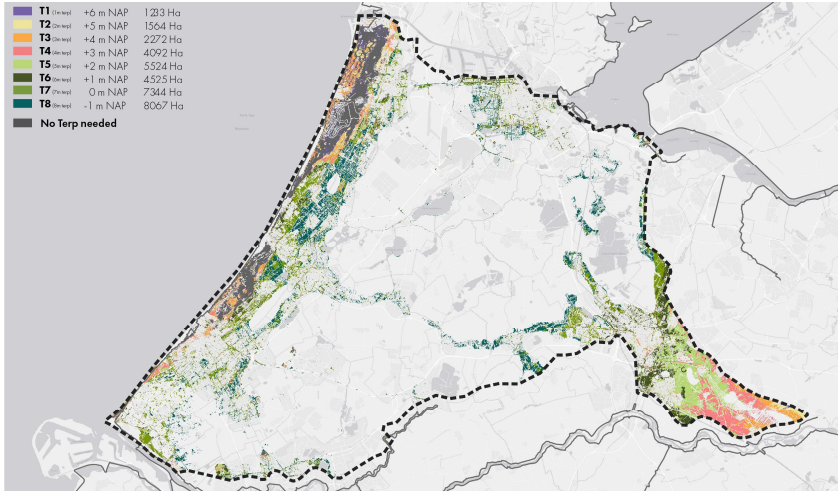 T1 (1m terp) +6 m NAP 1233 Ha
T2 (2m terp) +5 m NAP 1564 Ha
T3 (3m terp) +4 m NAP 2272 Ha
T4 (4m terp) +3 m NAP 4092 Ha
T5 (5m terp) +2 m NAP 5524 Ha
T6 (6m terp) +1 m NAP 4525 Ha
T7 (7m terp) 0 m NAP 7344 Ha
T8 (8m terp) -1 m NAP 8067 Ha
No Terp needed